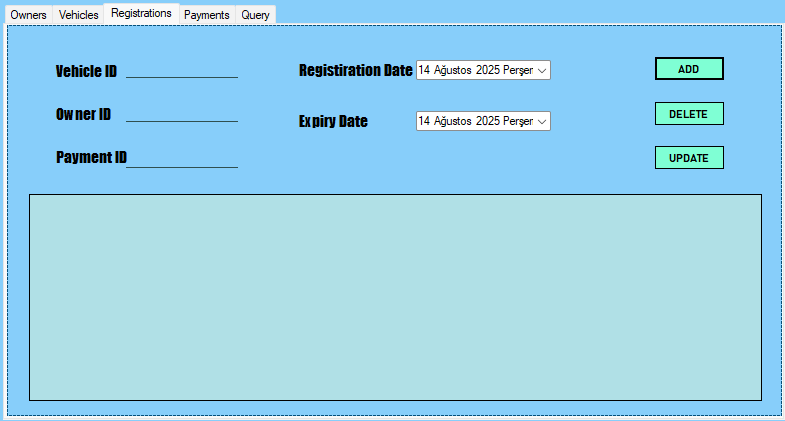 Owners Vehicles Registrations Payments Query
Vehicle ID Registiration Date 14 Ağustos 2025 Perşer ADD
Owner ID Expiry Date 14 Ağustos 2025 Perşer DELETE
Payment ID UPDATE